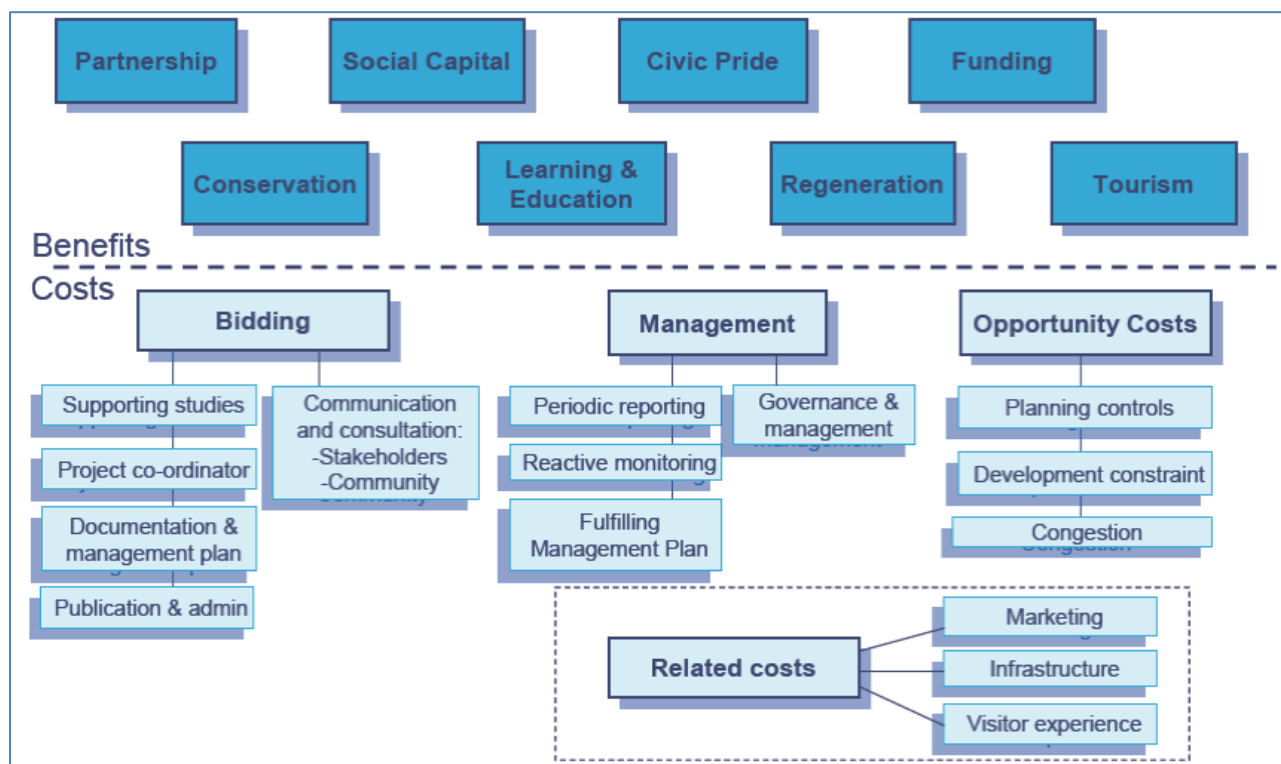 Partnership
Social Capital
Civic Pride
Funding
Conservation
Learning &
Education
Regeneration
Tourism
Benefits
Costs
Bidding
Supporting studies
Project co-ordinator
Documentation &
management plan
Publication & admin
Communication
and consultation:
-Stakeholders
-Community
Management
Periodic reporting
Reactive monitoring
Fulfilling
Management Plan
Governance &
management
Opportunity Costs
Planning controls
Development constraint
Congestion
Related costs
Marketing
Infrastructure
Visitor experience